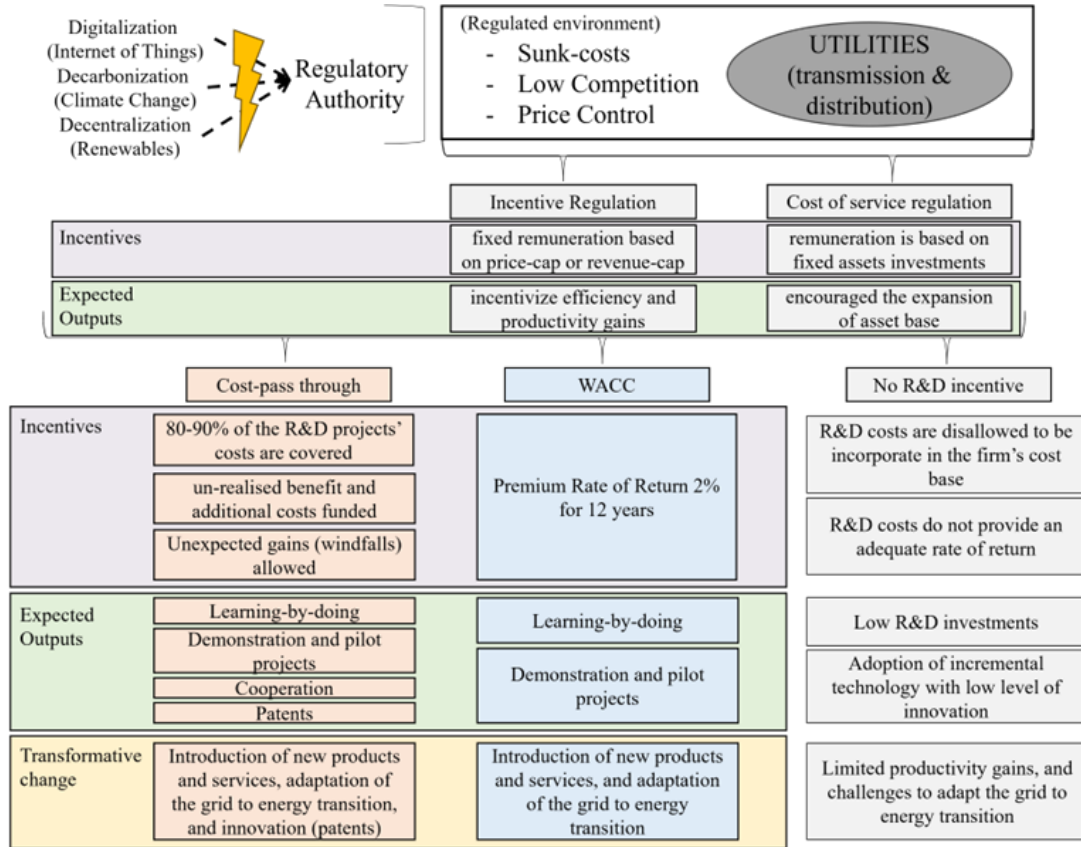 Digitalization
(Internet of Things)
Decarbonization
(Climate Change)
Decentralization
(Renewables)
Regulatory
Authority
(Regulated environment)
- Sunk-costs
- Low Competition
- Price Control
UTILITIES
(transmission &
distribution)
Incentive Regulation
Cost of service regulation
Incentives
fixed remuneration based
on price-cap or revenue-cap
remuneration is based on
fixed assets investments
Expected
Outputs
incentivize efficiency and
productivity gains
encouraged the expansion
of asset base
Cost-pass through
WACC
No R&D incentive
Incentives
80-90% of the R&D projects'
costs are covered
un-realised benefit and
additional costs funded
Unexpected gains (windfalls)
allowed
Premium Rate of Return 2%
for 12 years
R&D costs are disallowed to be
incorporate in the firm's cost
base
R&D costs do not provide an
adequate rate of return
Expected
Outputs
Learning-by-doing
Demonstration and pilot
projects
Cooperation
Patents
Learning-by-doing
Demonstration and pilot
projects
Low R&D investments
Adoption of incremental
technology with low level of
innovation
Transformative
change
Introduction of new products
and services, adaptation of
the grid to energy transition,
and innovation (patents)
Introduction of new products
and services, and adaptation
of the grid to energy
transition
Limited productivity gains, and
challenges to adapt the grid to
energy transition